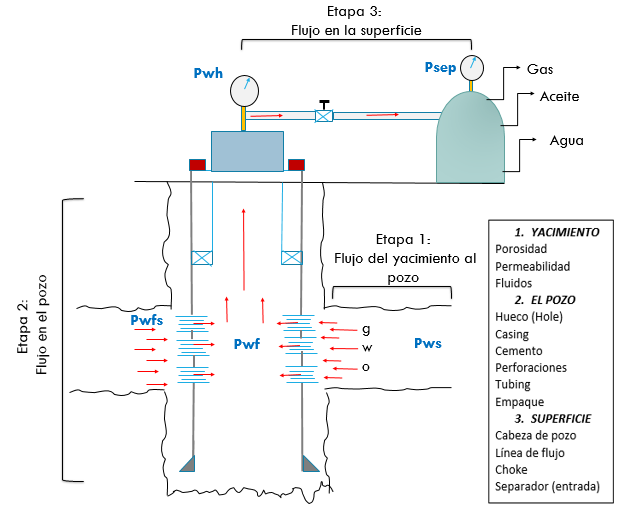 Etapa 3:
Flujo en la superficie
Pwh
Psep
Gas
Aceite
Agua
Etapa 1:
Flujo del yacimiento al
pozo
Etapa 2:
Flujo en el pozo
Pwfs
Pwf
g
w
o
Pws
1. YACIMIENTO
Porosidad
Permeabilidad
Fluidos
2. EL POZO
Hueco (Hole)
Casing
Cemento
Perforaciones
Tubing
Empaque
3. SUPERFICIE
Cabeza de pozo
Línea de flujo
Choke
Separador (entrada)